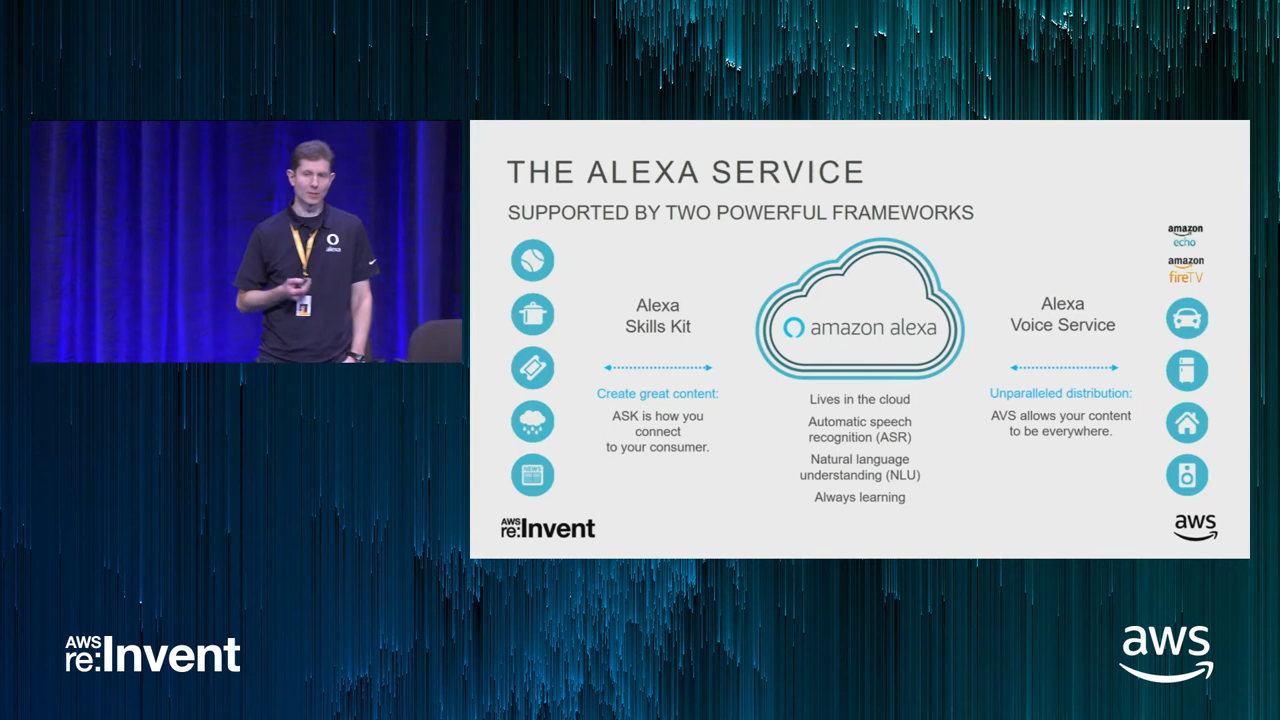 alexa
THE ALEXA SERVICE
SUPPORTED BY TWO POWERFUL FRAMEWORKS
Alexa
Skills Kit
Create great content:
ASK is how you
connect
to your consumer.
amazon alexa
Lives in the cloud
Automatic speech
recognition (ASR)
Natural language
understanding (NLU)
Always learning
Alexa
Voice Service
Unparalleled distribution:
AVS allows your content
to be everywhere.
amazon
echo
amazon
fireTV
NEWS
AWS
re:Invent
aws
AWS
re:Invent
aws